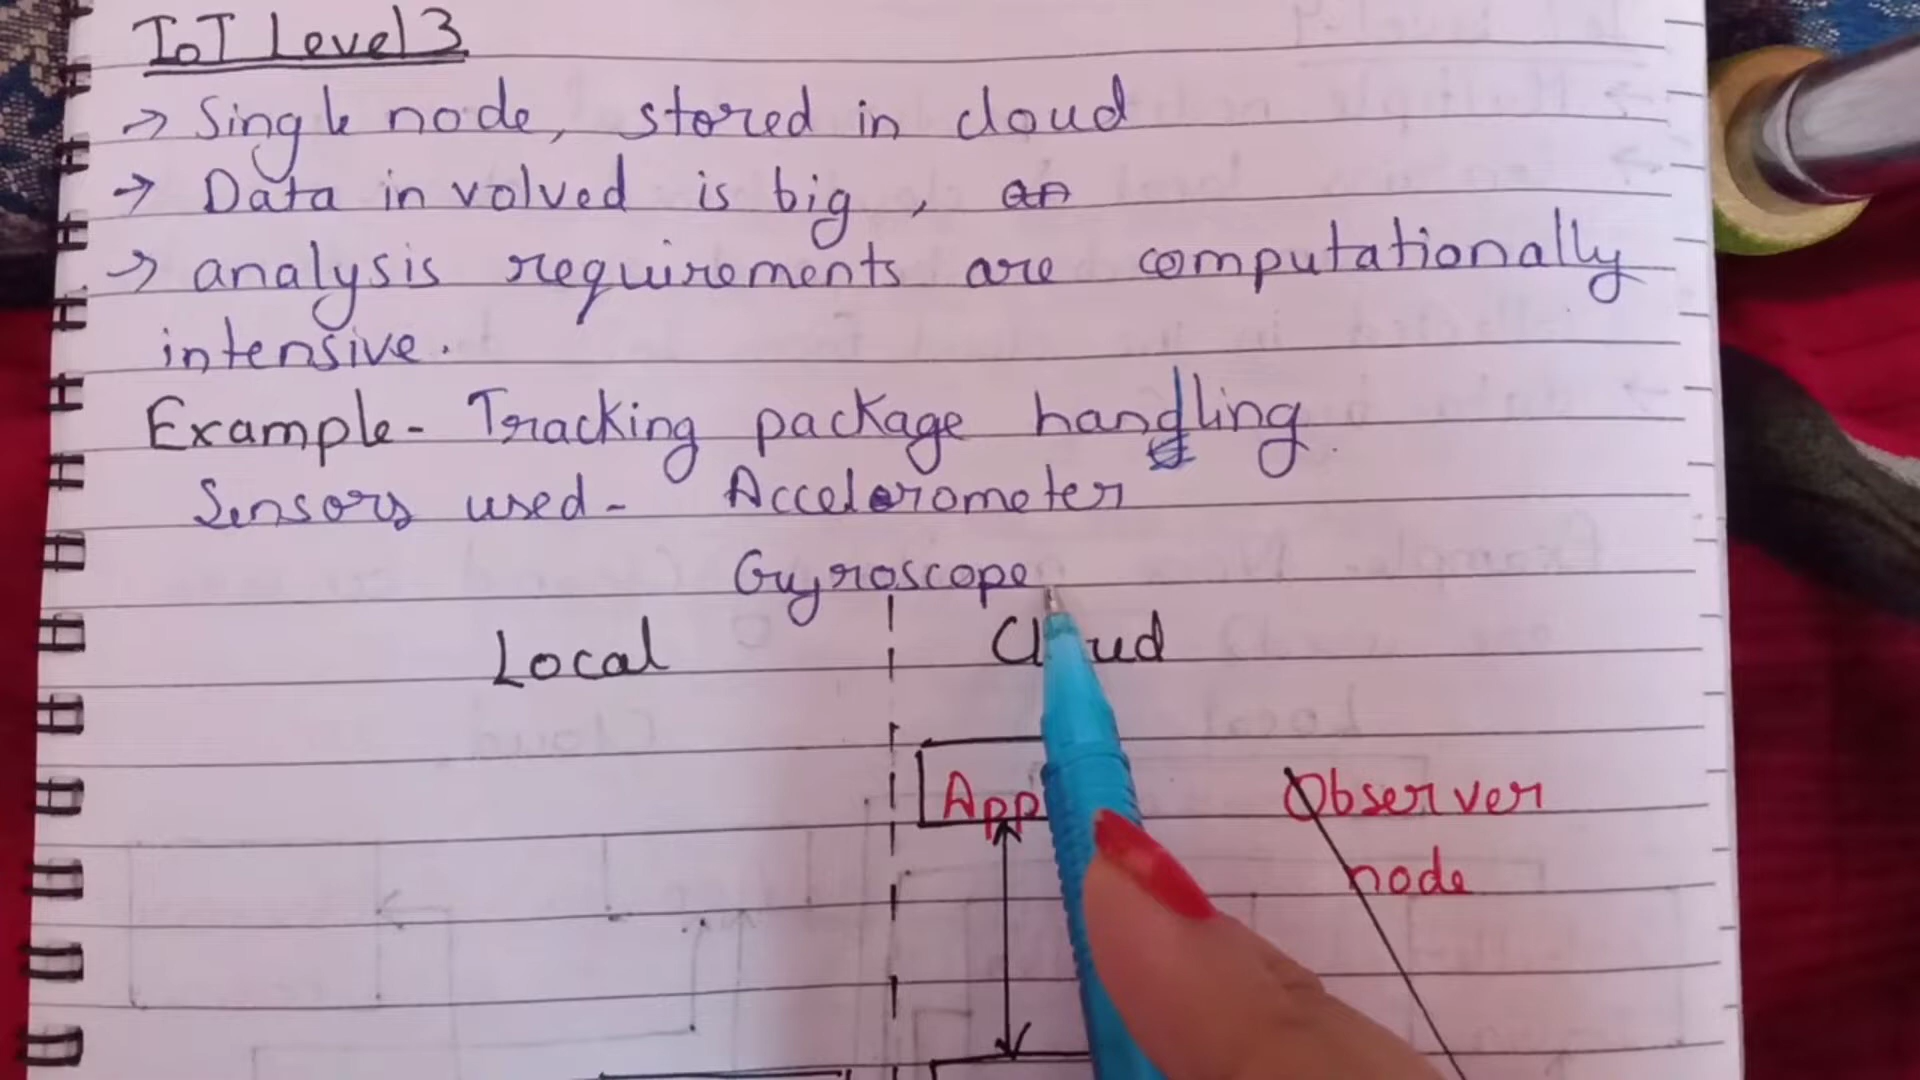 IoT Level 3
→ Single node, stored in cloud
→ Data involved is big,
→ analysis requirements are computationally
intensive.
Example - Tracking package handling
Sensors used - Accelerometer
Gyroscope
Local
App
Observer
node